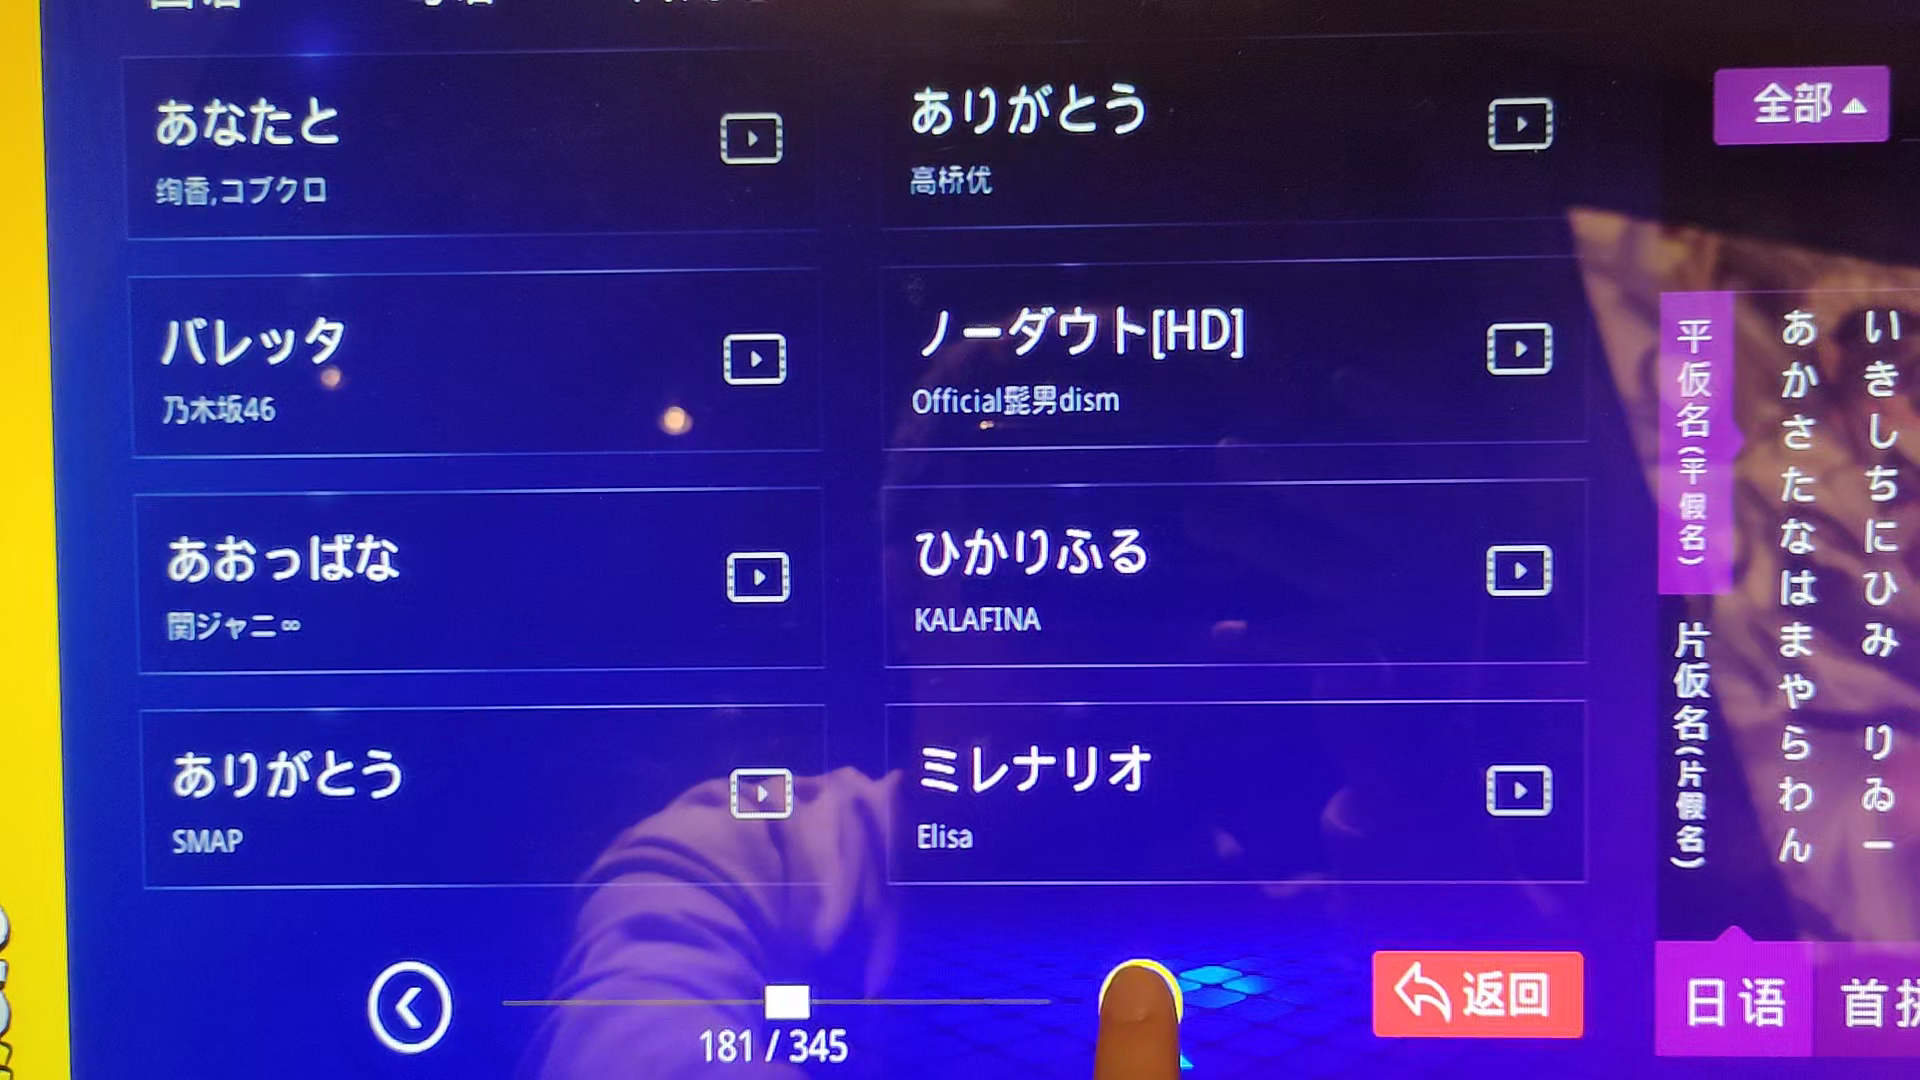 あなたと
绚香,コブクロ
ありがとう
高桥优
バレッタ
乃木坂46
ノーダウト[HD]
Official髭男dism
あおっぱな
関ジャニ∞
ひかりふる
KALAFINA
ありがとう
SMAP
ミレナリオ
Elisa
181 / 345
返回
全部
平仮名(平假名)
片仮名(片假名)
あ い
か き
さ し
た ち
な に
は ひ
ま み
や
ら り
わ ゐ
ん ー
日语
首拼